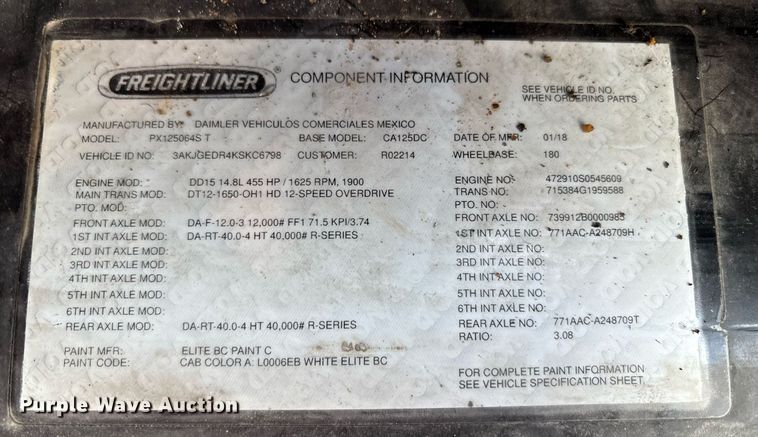 FREIGHTLINER ®
COMPONENT INFORMATION
SEE VEHICLE ID NO.
WHEN ORDERING PARTS
MANUFACTURED BY: DAIMLER VEHICULOS COMERCIALES MEXICO
MODEL: PX125064S T BASE MODEL: CA125DC DATE OF MFR: 01/18
VEHICLE ID NO: 3AKJGEDR4KSKC6798 CUSTOMER: R02214 WHEELBASE: 180
ENGINE MOD: DD15 14.8L 455 HP / 1625 RPM, 1900 ENGINE NO: 472910S0545609
MAIN TRANS MOD: DT12-1650-OH1 HD 12-SPEED OVERDRIVE TRANS NO: 715384G1959588
PTO. MOD: PTO. NO:
FRONT AXLE MOD: DA-F-12.0-3 12,000# FF1 71.5 KPI/3.74 FRONT AXLE NO: 739912B0000985
1ST INT AXLE MOD: DA-RT-40.0-4 HT 40,000# R-SERIES 1ST INT AXLE NO: 771AAC-A248709H
2ND INT AXLE MOD: 2ND INT AXLE NO:
3RD INT AXLE MOD: 3RD INT AXLE NO:
4TH INT AXLE MOD: 4TH INT AXLE NO:
5TH INT AXLE MOD: 5TH INT AXLE NO:
6TH INT AXLE MOD: 6TH INT AXLE NO:
REAR AXLE MOD: DA-RT-40.0-4 HT 40,000# R-SERIES REAR AXLE NO: 771AAC-A248709T
RATIO: 3.08
PAINT MFR: ELITE BC PAINT C
PAINT CODE: CAB COLOR A: L0006EB WHITE ELITE BC
FOR COMPLETE PAINT INFORMATION
SEE VEHICLE SPECIFICATION SHEET.
Purple Wave Auction